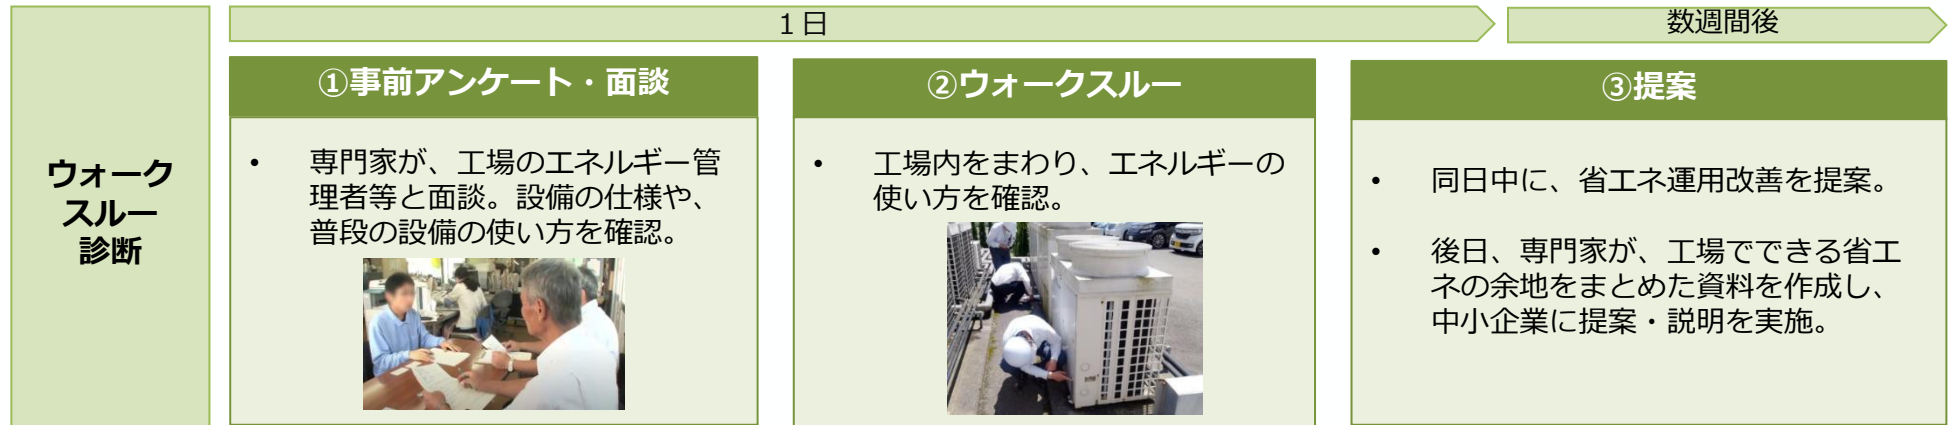 １日
数週間後
ウォーク
スルー
診断
①事前アンケート・面談
• 専門家が、工場のエネルギー管
理者等と面談。設備の仕様や、
普段の設備の使い方を確認。
②ウォークスルー
• 工場内をまわり、エネルギーの
使い方を確認。
③提案
• 同日中に、省エネ運用改善を提案。
• 後日、専門家が、工場でできる省エ
ネの余地をまとめた資料を作成し、
中小企業に提案・説明を実施。